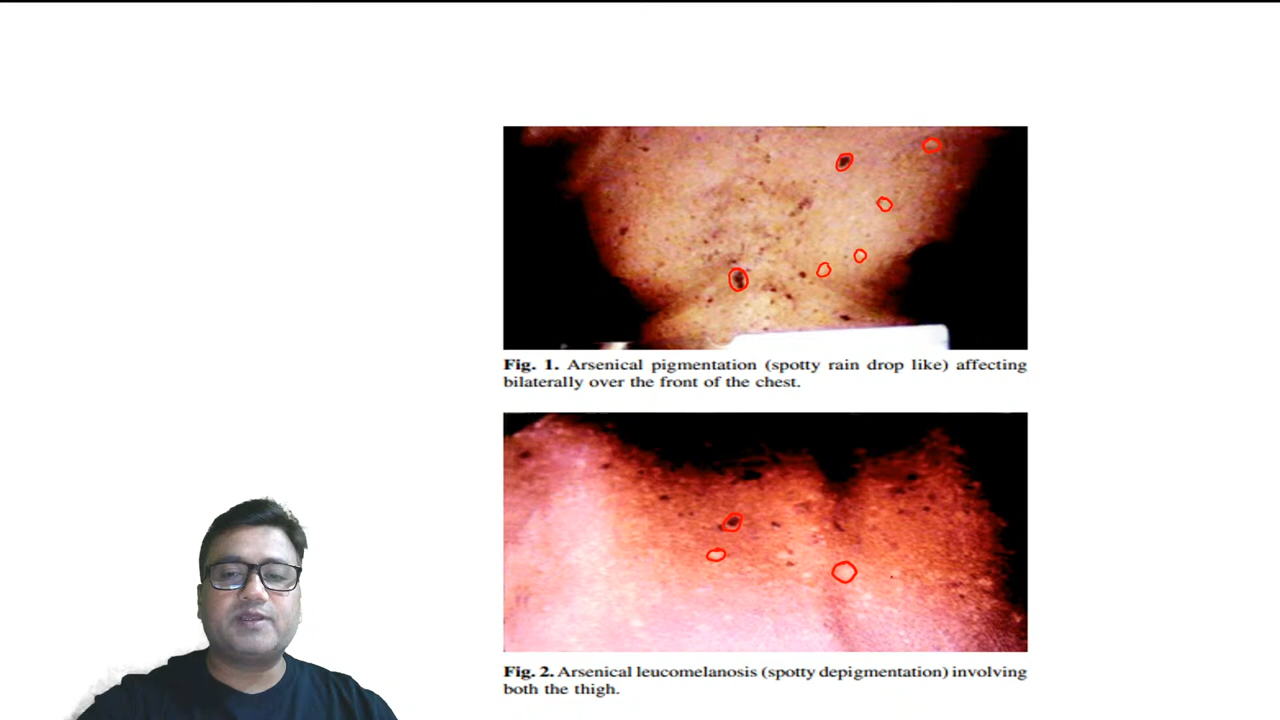 Fig. 1. Arsenical pigmentation (spotty rain drop like) affecting
bilaterally over the front of the chest.
Fig. 2. Arsenical leucomelanosis (spotty depigmentation) involving
both the thigh.